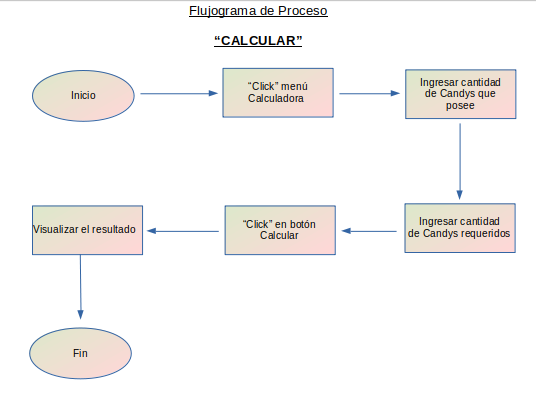 Flujograma de Proceso
“CALCULAR”
Inicio
“Click” menú
Calculadora
Ingresar cantidad
de Candys que
posee
Ingresar cantidad
de Candys requeridos
“Click” en botón
Calcular
Visualizar el resultado
Fin